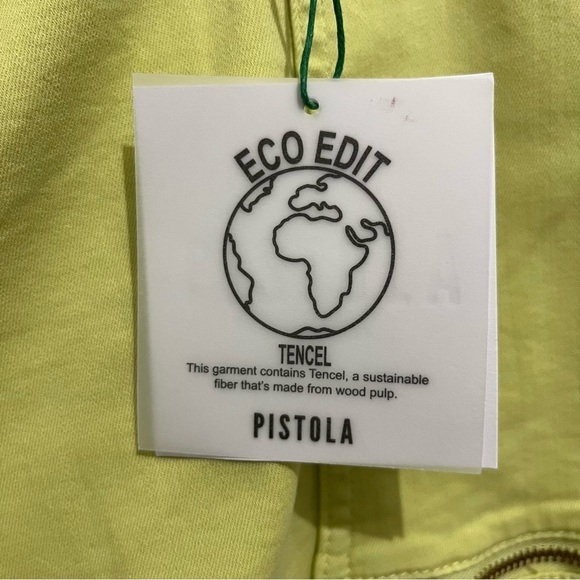 ECO EDIT
TENCEL
This garment contains Tencel, a sustainable
fiber that's made from wood pulp.
PISTOLA